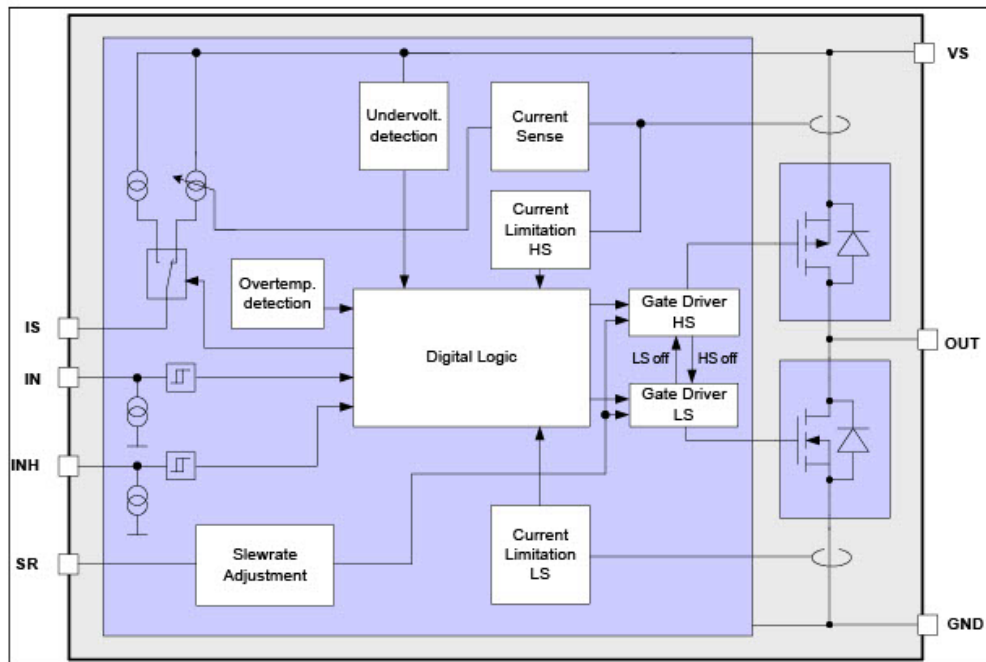 VS
Undervolt.
detection
Current
Sense
Current
Limitation
HS
Overtemp.
detection
Gate Driver
HS
IS
Digital Logic
OUT
LS off
HS off
IN
Gate Driver
LS
INH
Current
Limitation
LS
SR
Slewrate
Adjustment
GND